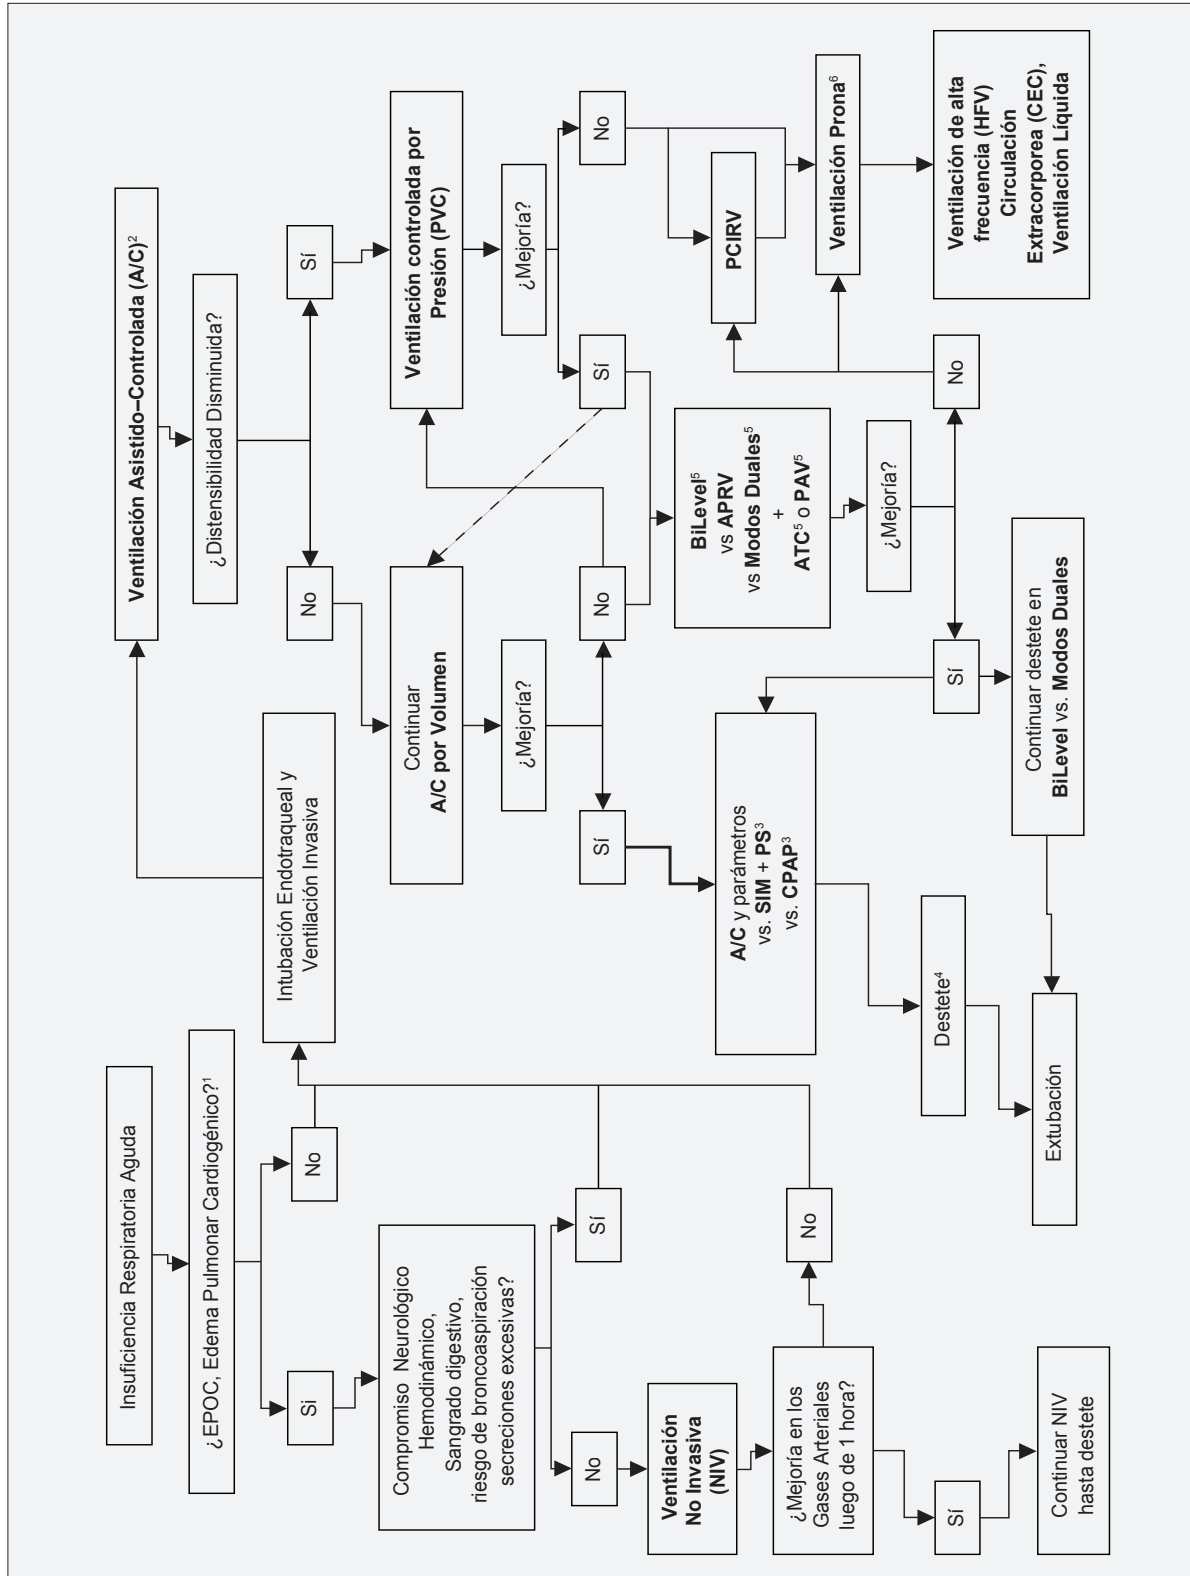 Insuficiencia Respiratoria Aguda
¿EPOC, Edema Pulmonar Cardiogénico?¹
Si
No
Compromiso Neurológico
Hemodinámico,
Sangrado digestivo,
riesgo de broncoaspiración
secreciones excesivas?
No
Sí
Ventilación
No Invasiva
(NIV)
¿Mejoría en los
Gases Arteriales
luego de 1 hora?
Sí
No
Continuar NIV
hasta destete
Intubación Endotraqueal y
Ventilación Invasiva
Ventilación Asistido–Controlada (A/C)²
¿Distensibilidad Disminuida?
No
Sí
Continuar
A/C por Volumen
¿Mejoría?
Sí
No
Ventilación controlada por
Presión (PVC)
¿Mejoría?
Sí
No
A/C y parámetros
vs. SIM + PS³
vs. CPAP³
Destete⁴
Extubación
BiLevel⁵
vs APRV
vs Modos Duales⁵
+
ATC⁵ o PAV⁵
¿Mejoría?
Sí
No
Continuar destete en
BiLevel vs. Modos Duales
PCIRV
Ventilación Prona⁶
Ventilación de alta
frecuencia (HFV)
Circulación
Extracorporea (CEC),
Ventilación Líquida